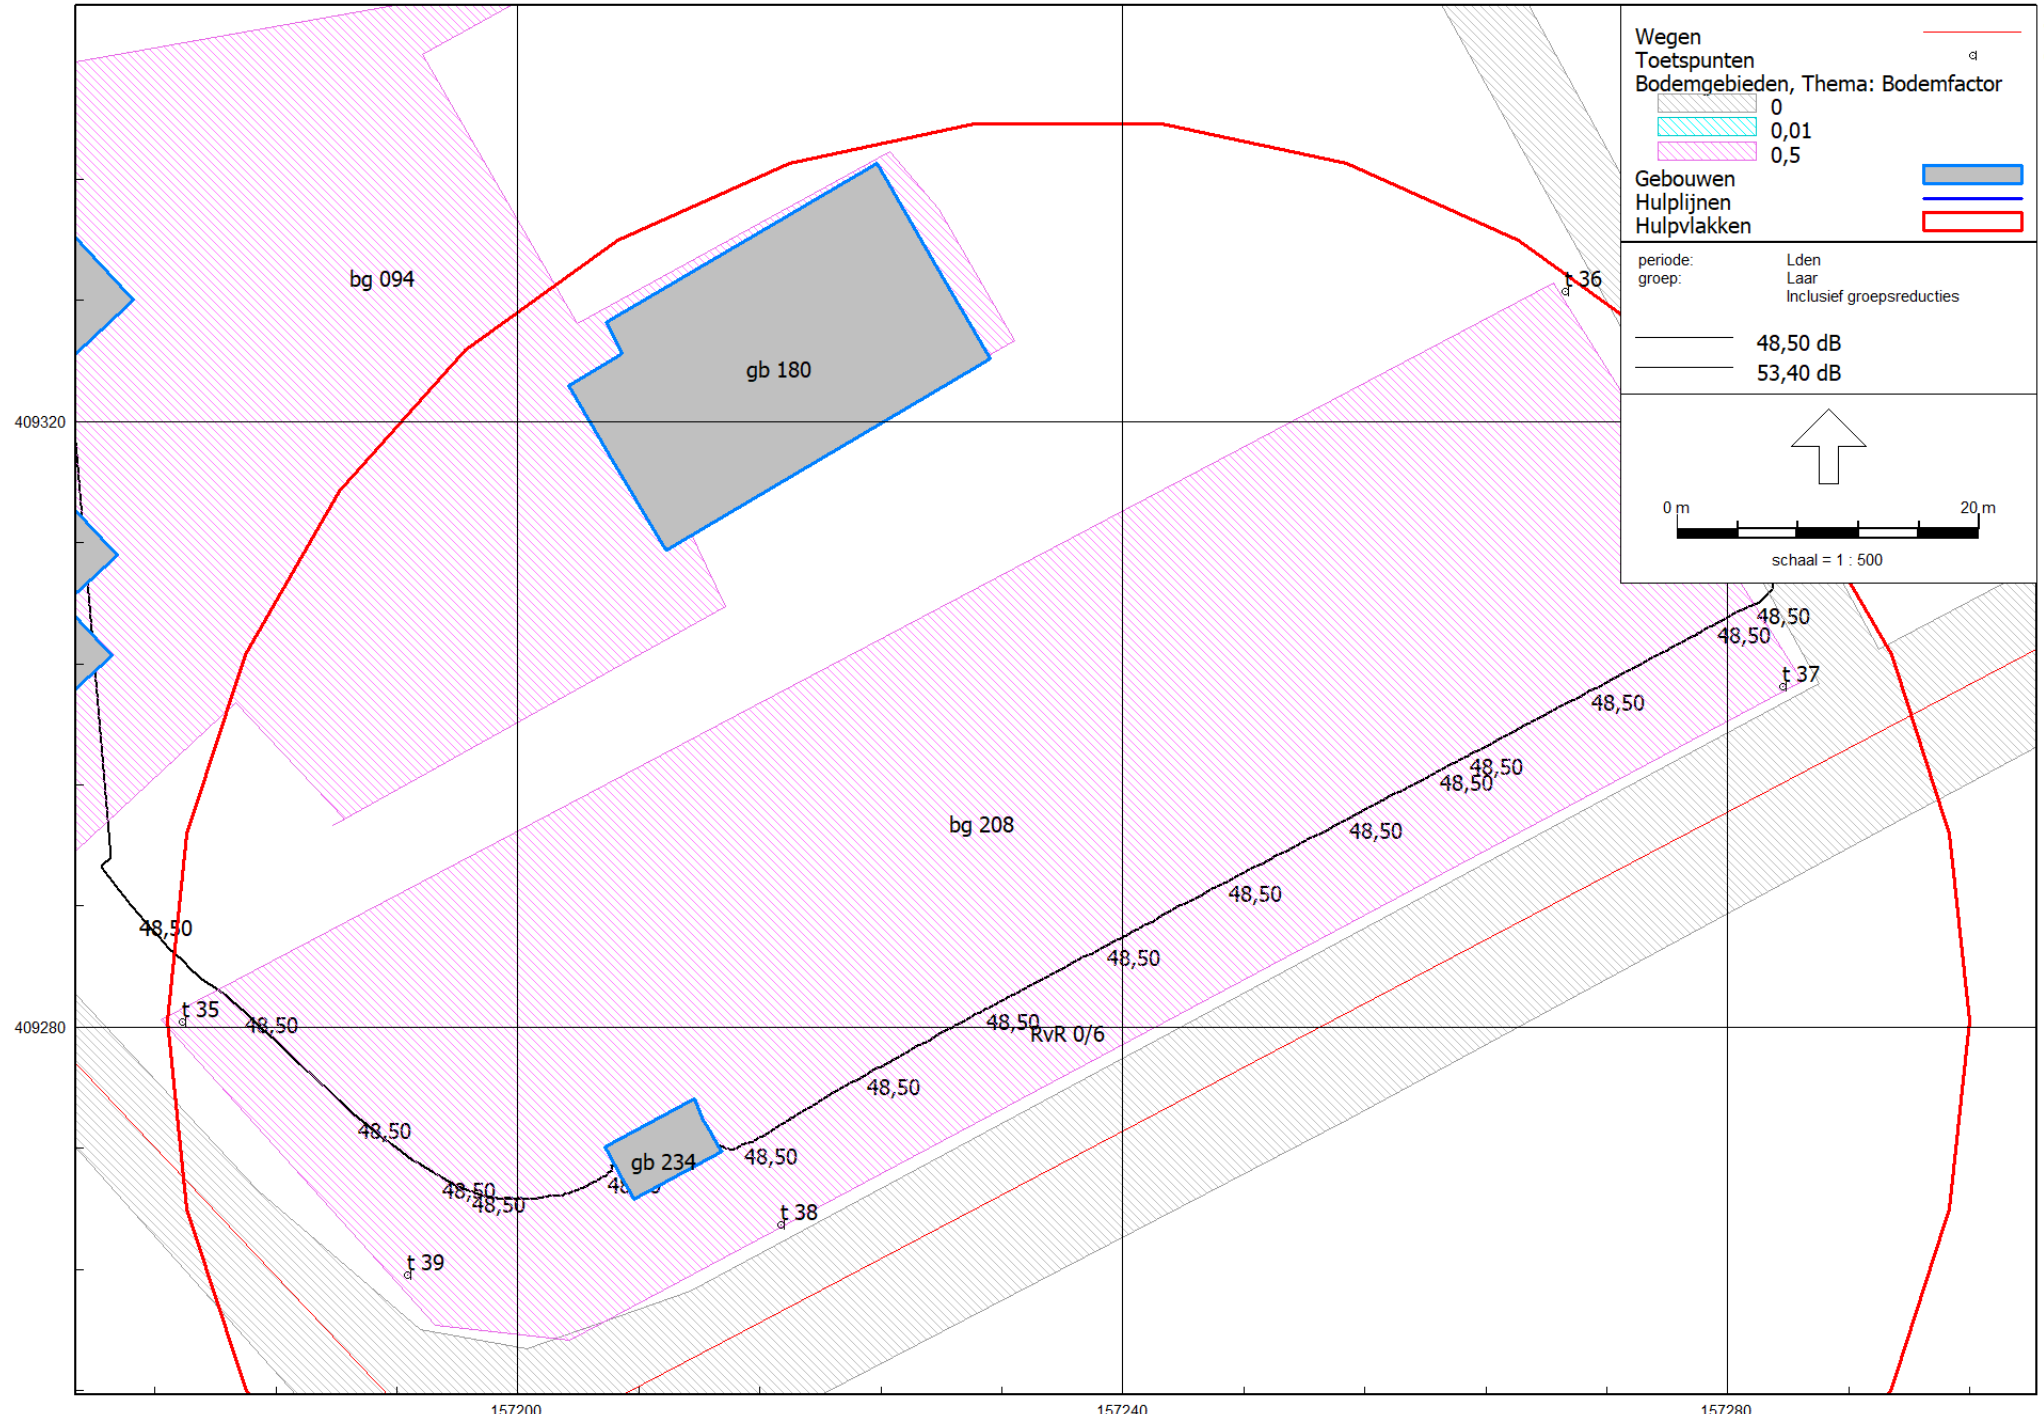 Wegen
Toetspunten
Bodemgebieden, Thema: Bodemfactor
0
0,01
0,5
Gebouwen
Hulplijnen
Hulpvlakken
periode: Lden
groep: Laar
Inclusief groepsreducties
48,50 dB
53,40 dB
0 m 20 m
schaal = 1 : 500
bg 094
t 36
gb 180
409320
48,50
48,50
t 37
48,50
48,50
48,50
bg 208
48,50
48,50
48,50
48,50
t 35
48,50
48,50
409280
RvR 0/6
48,50
48,50
48,50
gb 234
48,50
48,50
t 38
t 39
157200
157240
157280